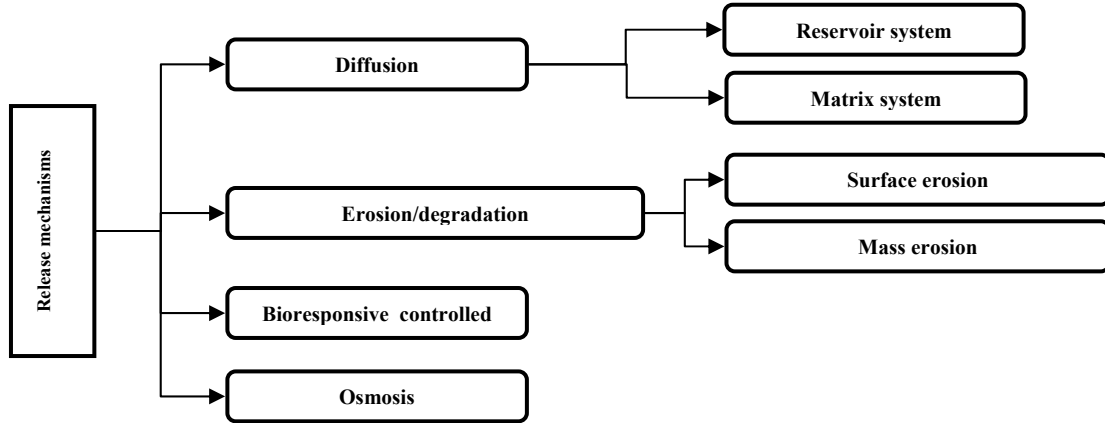 Release mechanisms
Diffusion
Reservoir system
Matrix system
Erosion/degradation
Surface erosion
Mass erosion
Bioresponsive  controlled
Osmosis